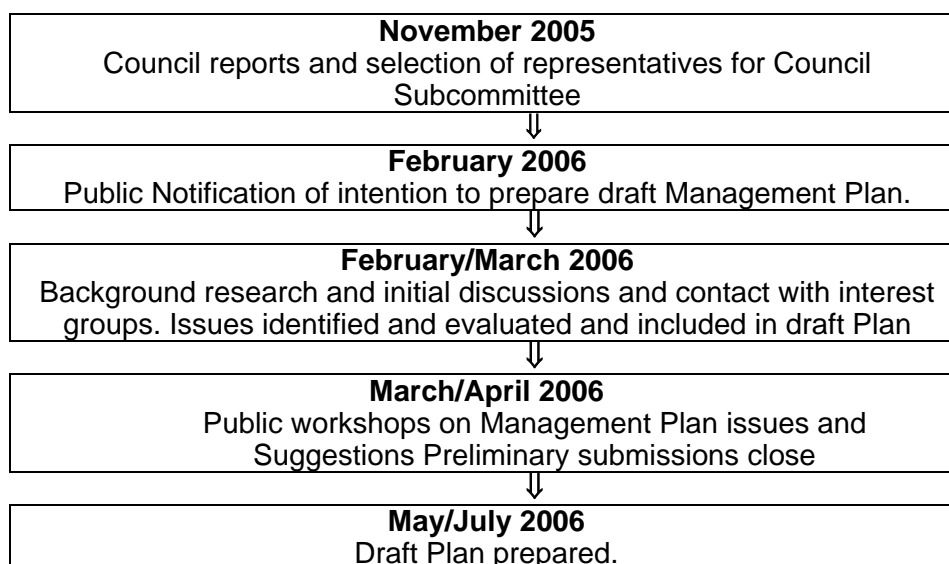 November 2005
Council reports and selection of representatives for Council
Subcommittee
⇓
February 2006
Public Notification of intention to prepare draft Management Plan.
⇓
February/March 2006
Background research and initial discussions and contact with interest
groups. Issues identified and evaluated and included in draft Plan
⇓
March/April 2006
Public workshops on Management Plan issues and
Suggestions Preliminary submissions close
⇓
May/July 2006
Draft Plan prepared.